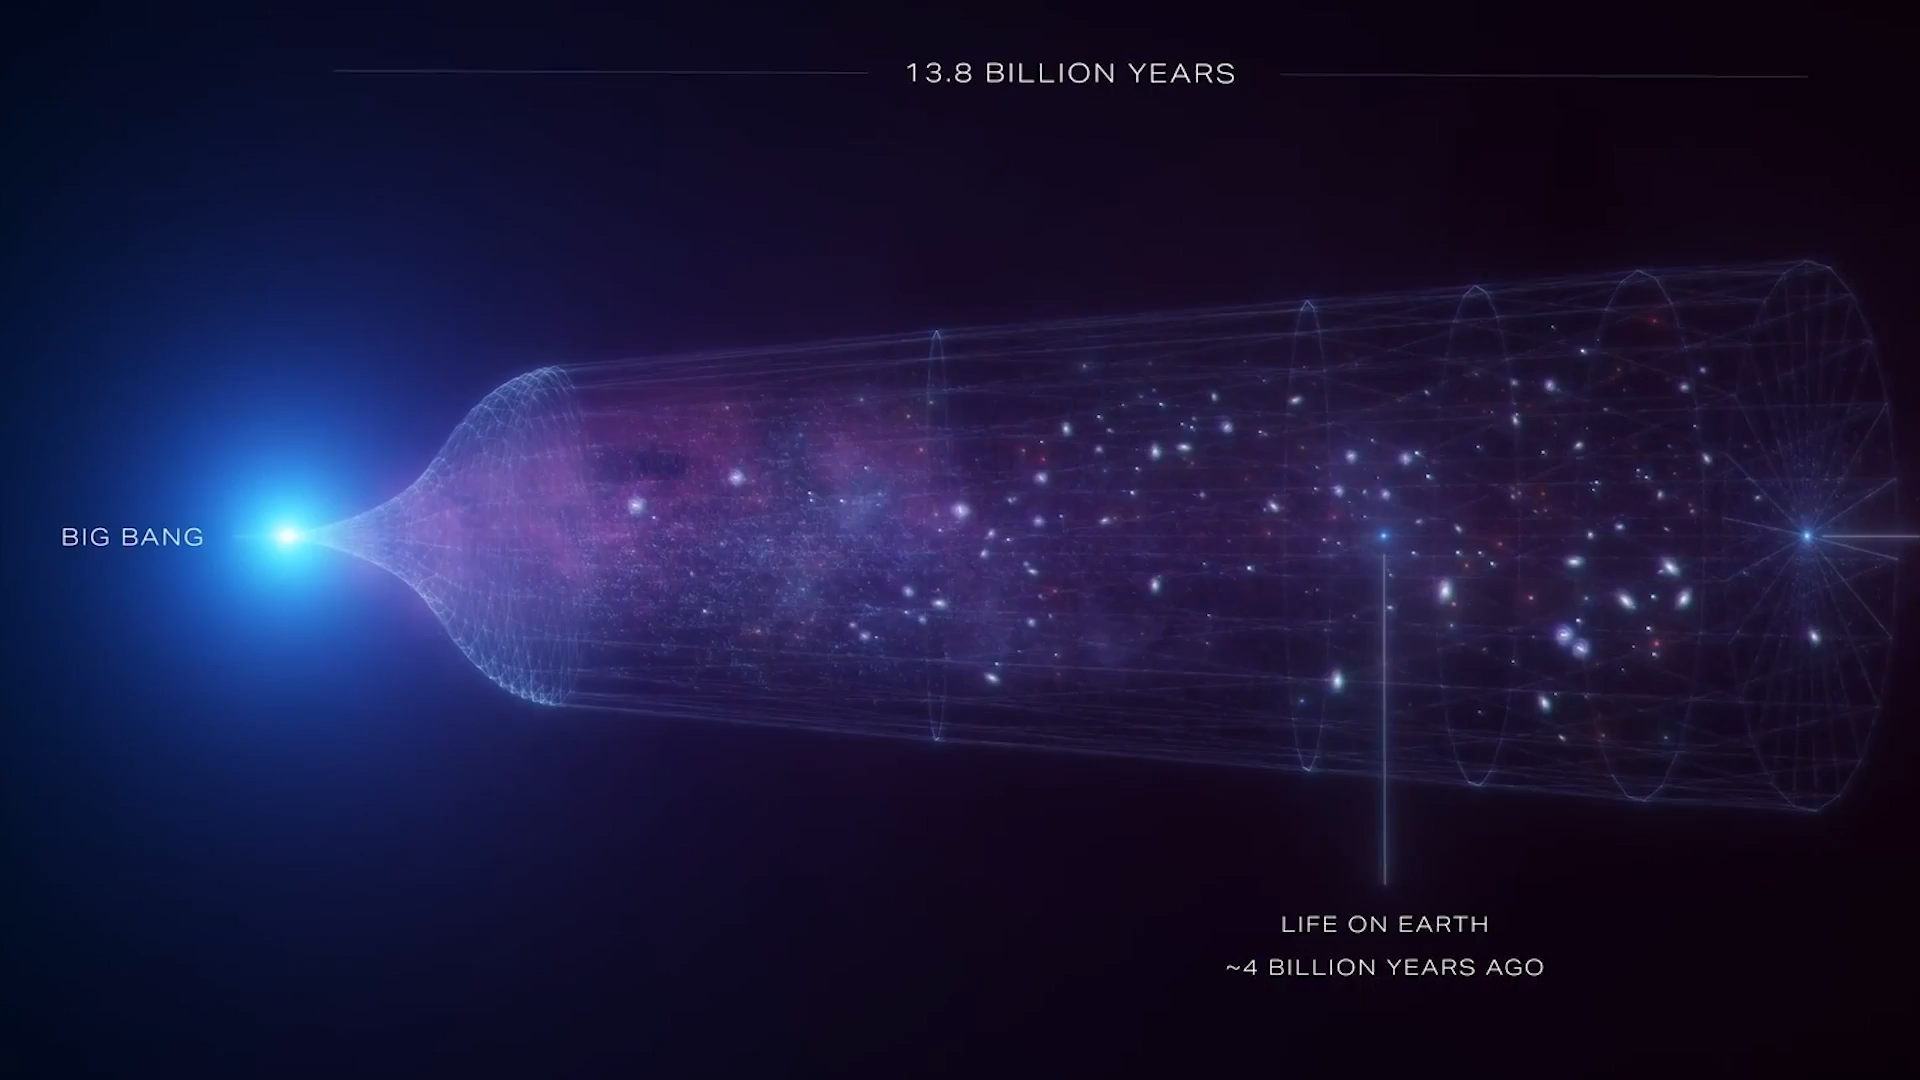 13.8 BILLION YEARS
BIG BANG
LIFE ON EARTH
~4 BILLION YEARS AGO